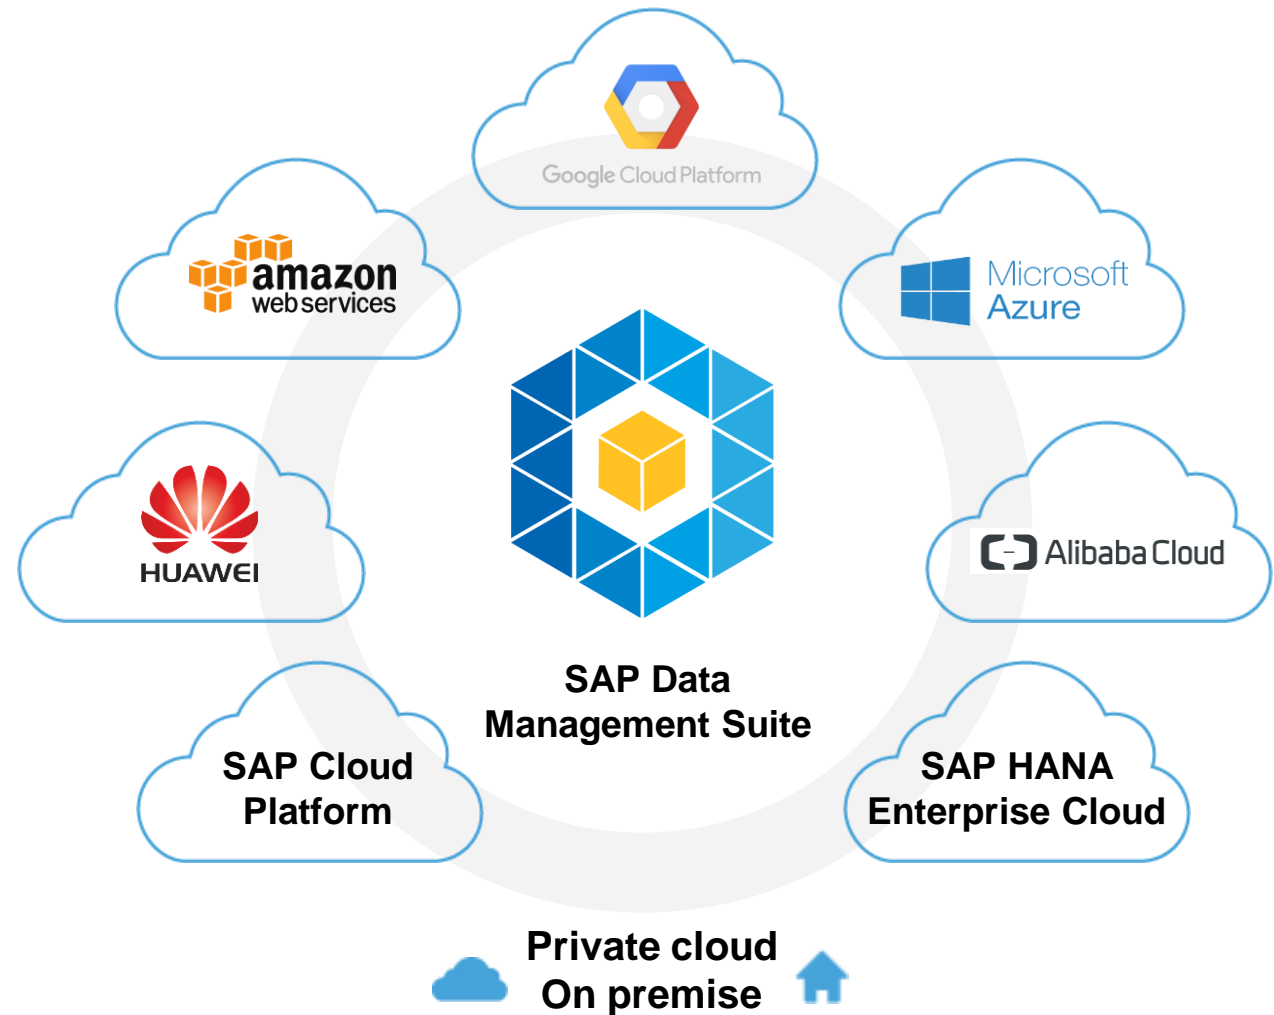 Google Cloud Platform
amazon
web services
Microsoft
Azure
HUAWEI
Alibaba Cloud
SAP Data
Management Suite
SAP Cloud
Platform
SAP HANA
Enterprise Cloud
Private cloud
On premise